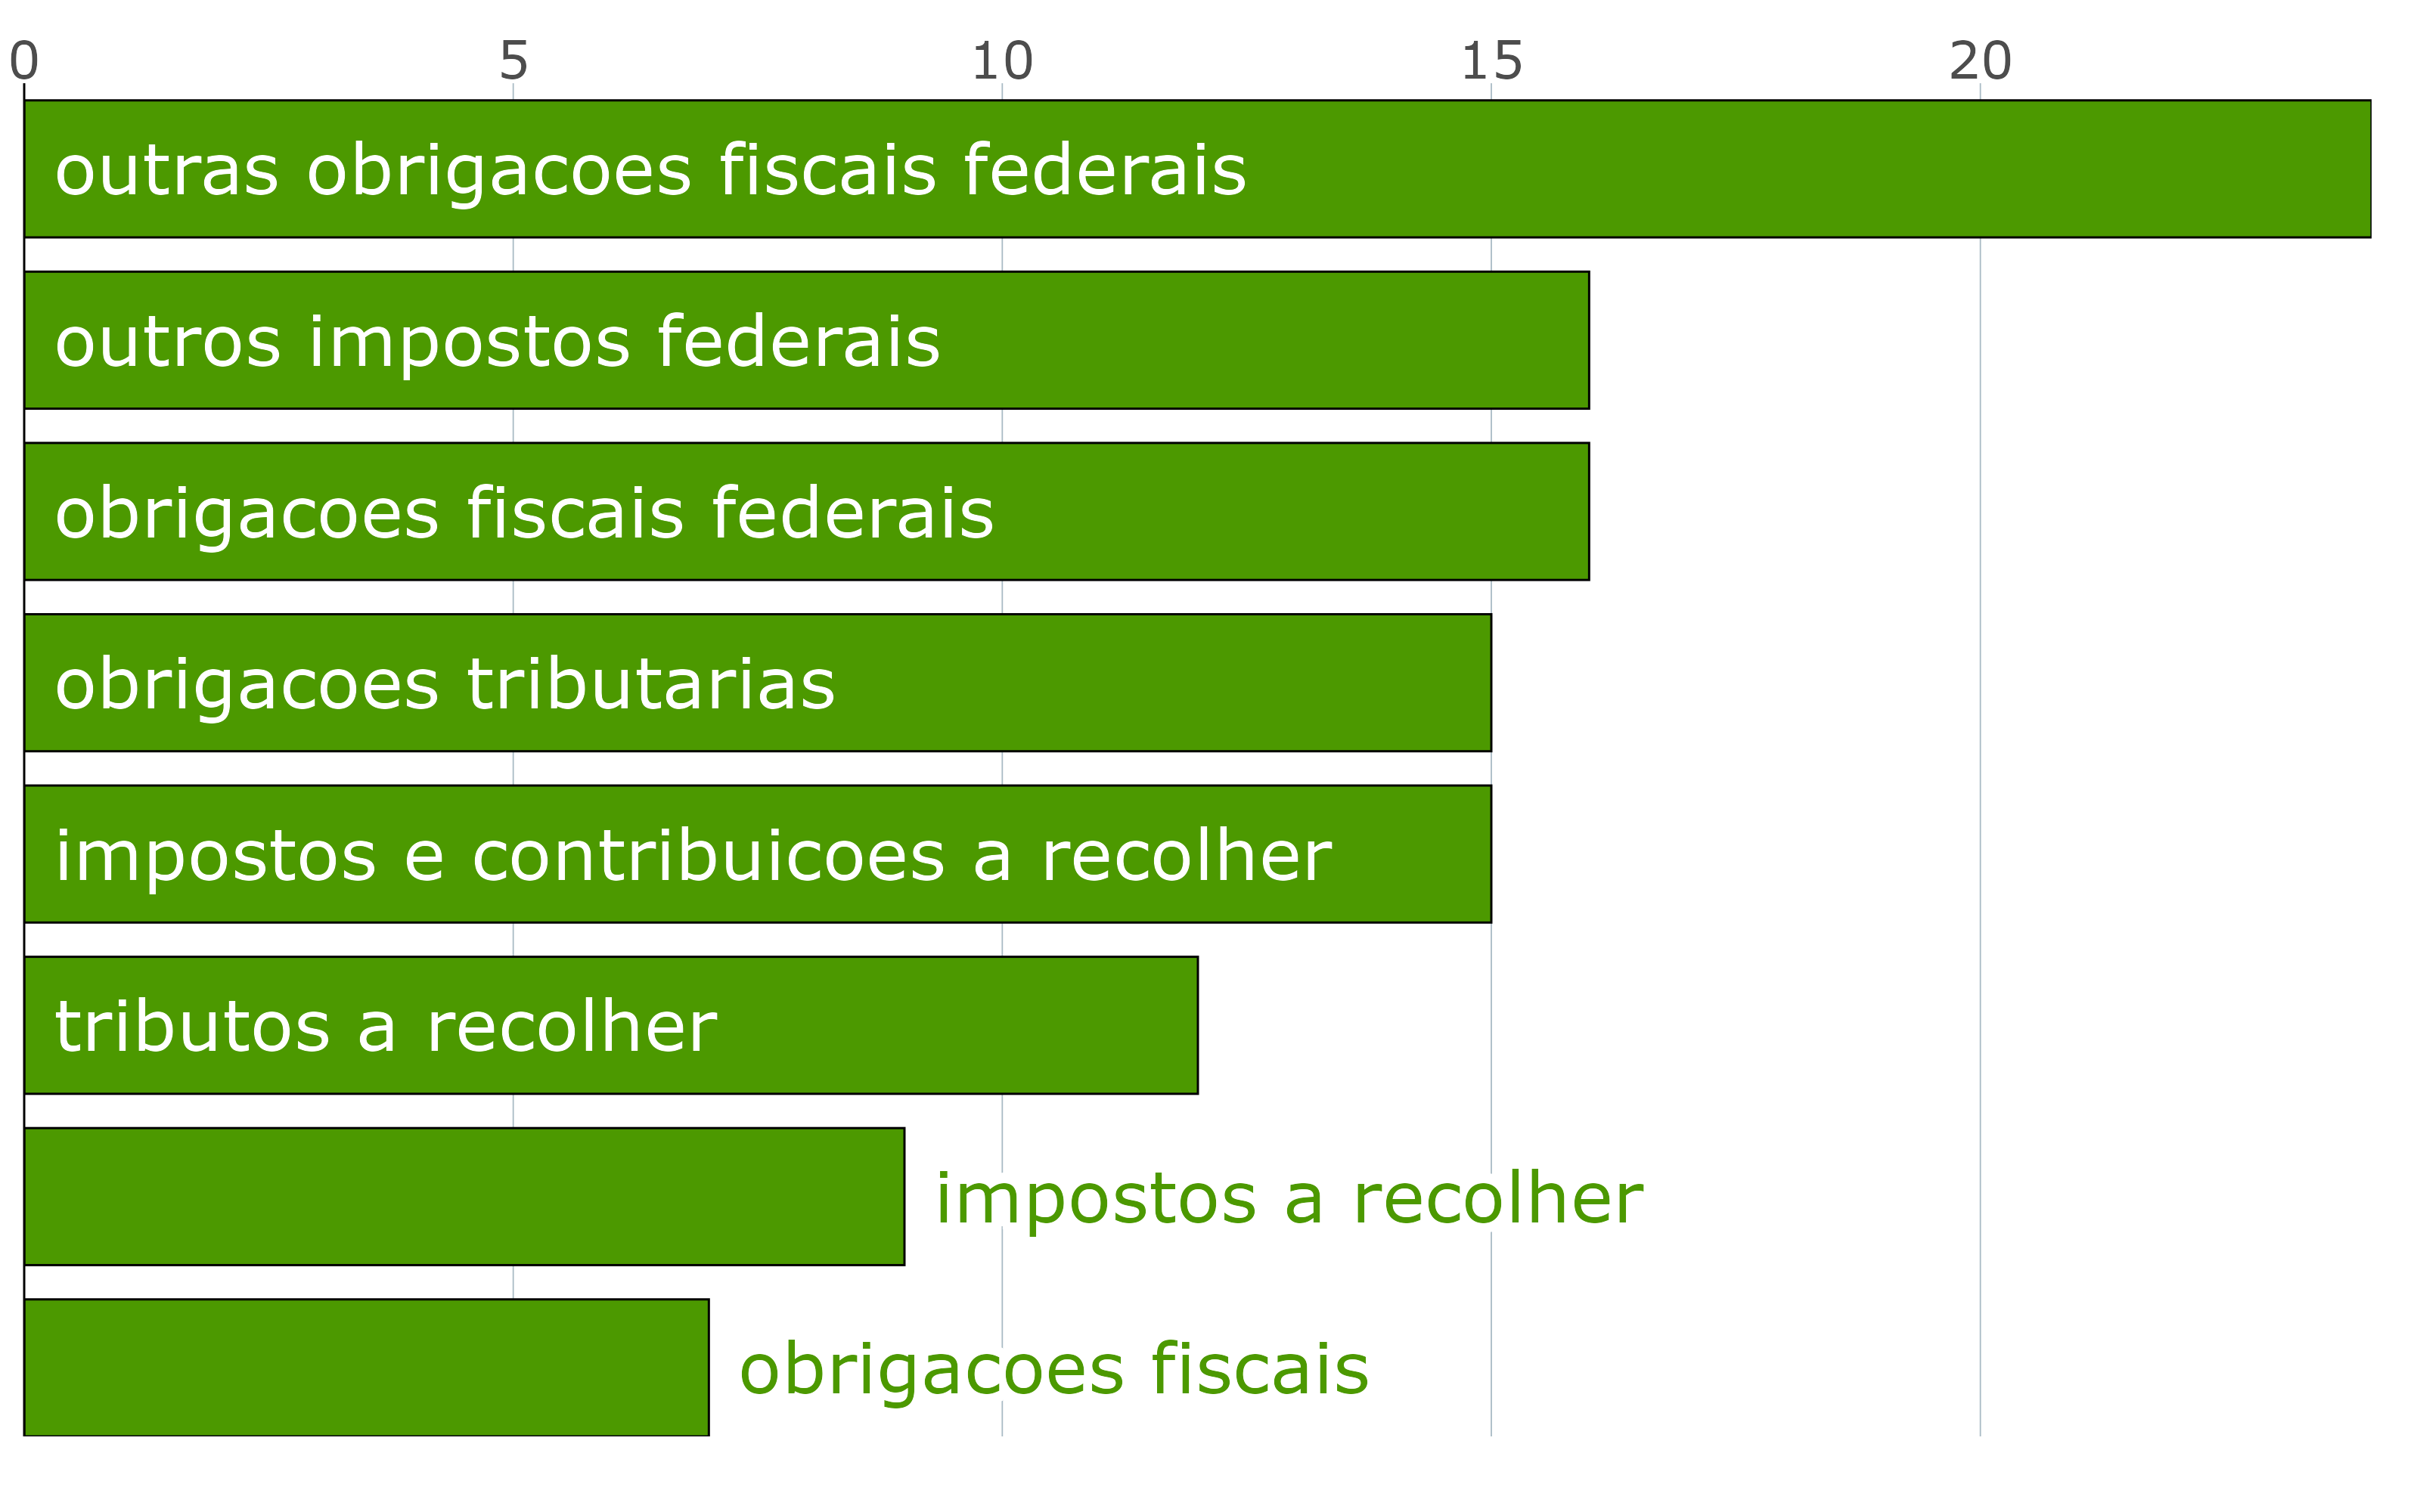 0 5 10 15 20
outras obrigacoes fiscais federais
outros impostos federais
obrigacoes fiscais federais
obrigacoes tributarias
impostos e contribuicoes a recolher
tributos a recolher
impostos a recolher
obrigacoes fiscais